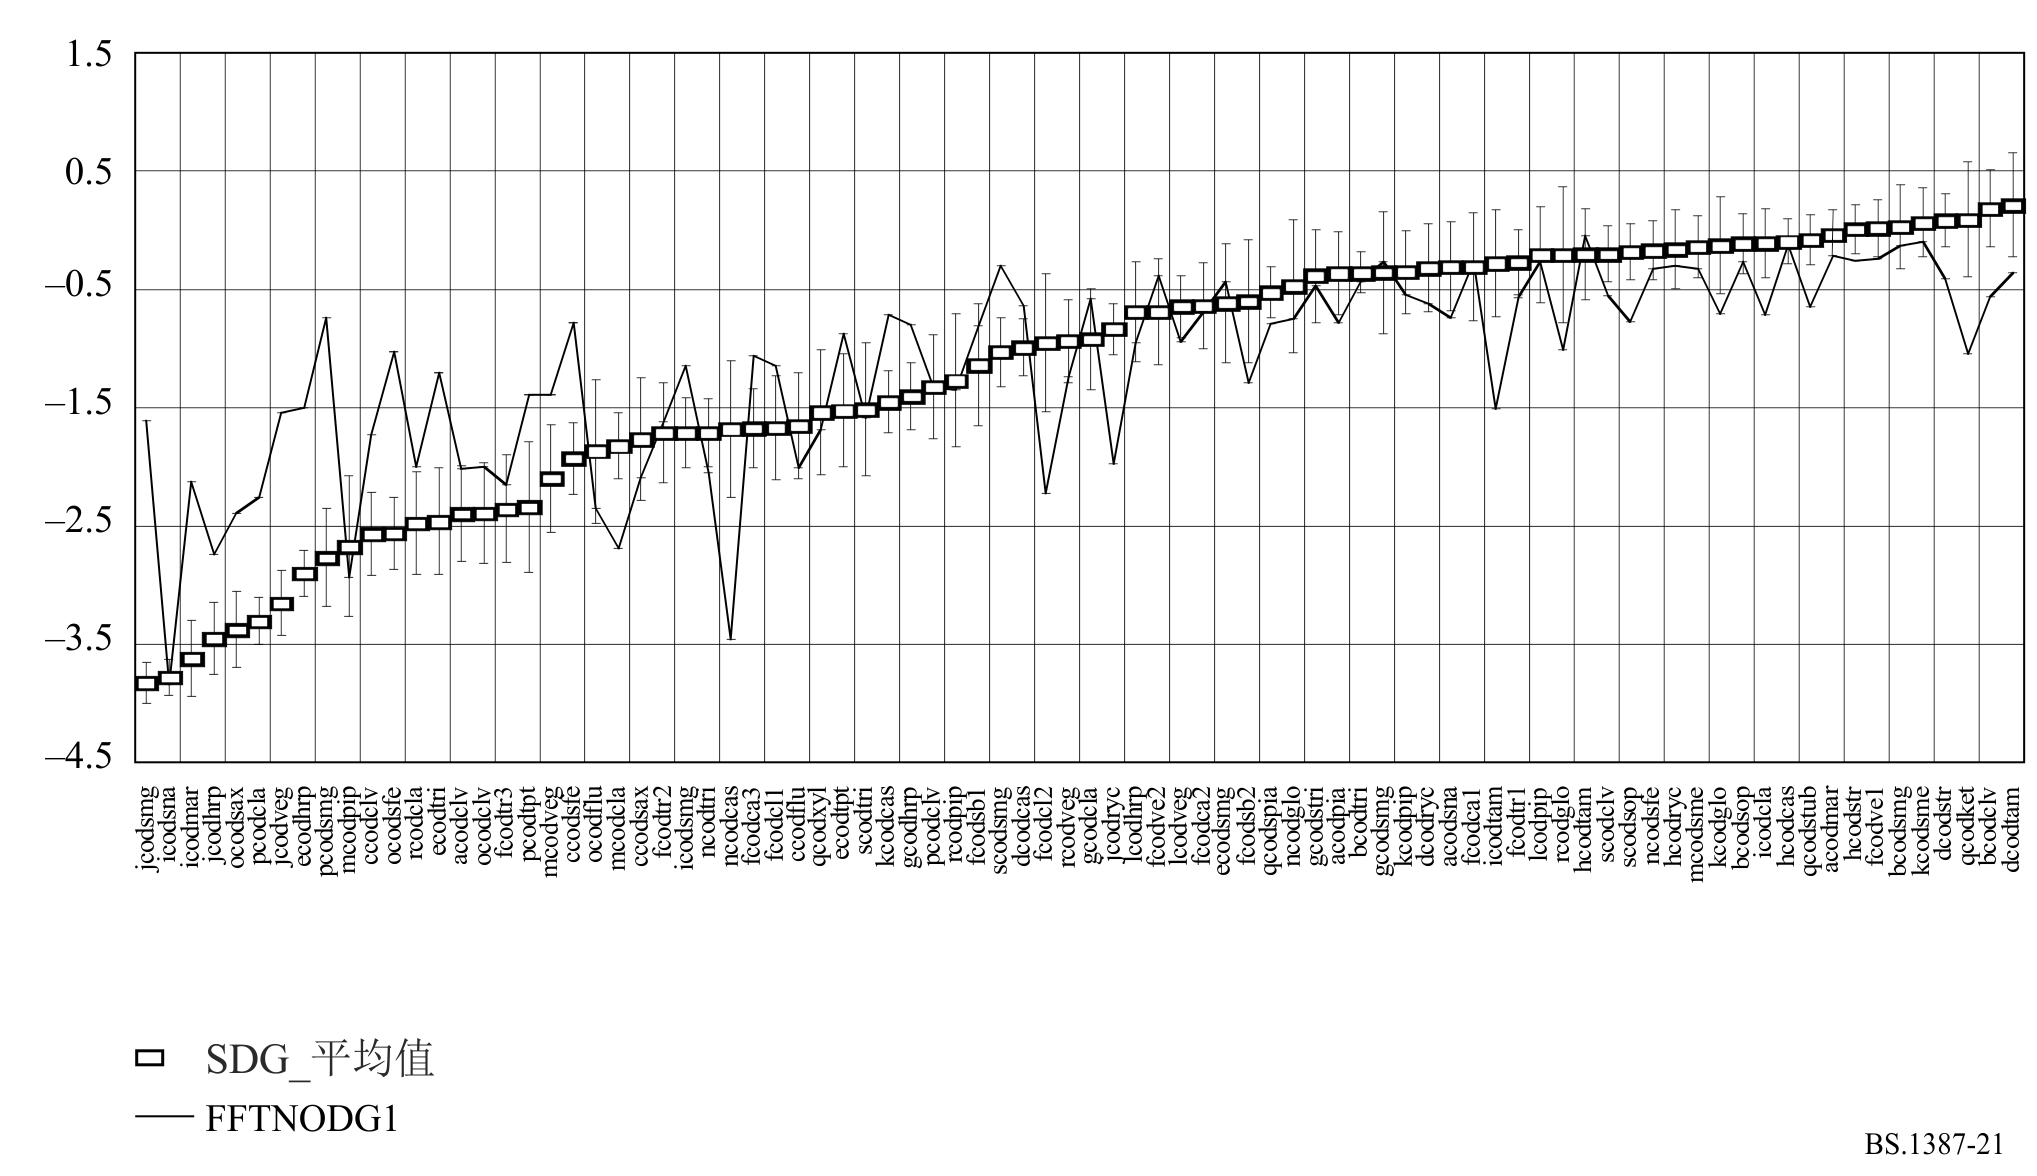 1.5
0.5
–0.5
–1.5
–2.5
–3.5
–4.5
jcodsmg
icodsna
icodmar
jcodhrp
ocodsax
pcodcla
jcodveg
ecodhrp
pcodsmg
mcodpip
ccodclv
ocodsfe
rcodcla
ecodtri
acodclv
ocodclv
fcodtr3
pcodtpt
mcodveg
ccodsfe
ocodflu
mcodcla
ccodsax
fcodtr2
icodsmg
ncodtri
ncodcas
fcodca3
fcodcl1
ccodflu
qcodxyl
ecodtpt
scodtri
kcodcas
gcodhrp
pcodclv
rcodpip
fcodsb1
scodsmg
dcodcas
fcodcl2
rcodveg
gcodcla
jcodryc
lcodhrp
fcodve2
lcodveg
fcodca2
ecodsmg
fcodsb2
qcodspia
ncodglo
gcodstri
acodpia
bcodtri
gcodsmg
kcodpip
dcodryc
acodsna
fcodca1
icodtam
fcodtr1
lcodpip
rcodglo
hcodtam
scodclv
scodsop
ncodsfe
hcodryc
mcodsme
kcodglo
bcodsop
icodcla
hcodcas
qcodstub
acodmar
hcodstr
fcodve1
bcodsmg
kcodsme
dcodstr
qcodket
bcodclv
dcodtam
SDG_平均值
FFTNODG1
BS.1387-21